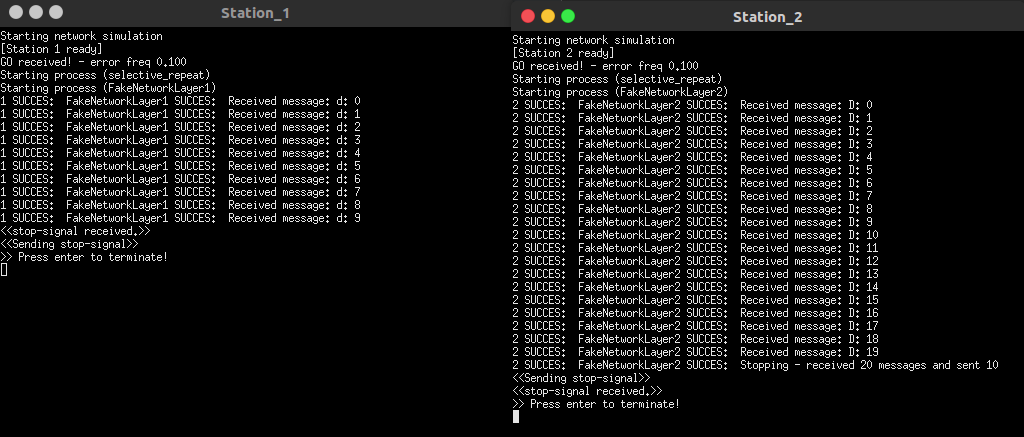 Station_1
Starting network simulation
[Station 1 ready]
GO received! - error freq 0.100
Starting process (selective_repeat)
Starting process (FakeNetworkLayer1)
1 SUCCES:  FakeNetworkLayer1 SUCCES:  Received message: d: 0
1 SUCCES:  FakeNetworkLayer1 SUCCES:  Received message: d: 1
1 SUCCES:  FakeNetworkLayer1 SUCCES:  Received message: d: 2
1 SUCCES:  FakeNetworkLayer1 SUCCES:  Received message: d: 3
1 SUCCES:  FakeNetworkLayer1 SUCCES:  Received message: d: 4
1 SUCCES:  FakeNetworkLayer1 SUCCES:  Received message: d: 5
1 SUCCES:  FakeNetworkLayer1 SUCCES:  Received message: d: 6
1 SUCCES:  FakeNetworkLayer1 SUCCES:  Received message: d: 7
1 SUCCES:  FakeNetworkLayer1 SUCCES:  Received message: d: 8
1 SUCCES:  FakeNetworkLayer1 SUCCES:  Received message: d: 9
<<stop-signal received.>>
<<Sending stop-signal>>
>> Press enter to terminate!
Station_2
Starting network simulation
[Station 2 ready]
GO received! - error freq 0.100
Starting process (selective_repeat)
Starting process (FakeNetworkLayer2)
2 SUCCES:  FakeNetworkLayer2 SUCCES:  Received message: D: 0
2 SUCCES:  FakeNetworkLayer2 SUCCES:  Received message: D: 1
2 SUCCES:  FakeNetworkLayer2 SUCCES:  Received message: D: 2
2 SUCCES:  FakeNetworkLayer2 SUCCES:  Received message: D: 3
2 SUCCES:  FakeNetworkLayer2 SUCCES:  Received message: D: 4
2 SUCCES:  FakeNetworkLayer2 SUCCES:  Received message: D: 5
2 SUCCES:  FakeNetworkLayer2 SUCCES:  Received message: D: 6
2 SUCCES:  FakeNetworkLayer2 SUCCES:  Received message: D: 7
2 SUCCES:  FakeNetworkLayer2 SUCCES:  Received message: D: 8
2 SUCCES:  FakeNetworkLayer2 SUCCES:  Received message: D: 9
2 SUCCES:  FakeNetworkLayer2 SUCCES:  Received message: D: 10
2 SUCCES:  FakeNetworkLayer2 SUCCES:  Received message: D: 11
2 SUCCES:  FakeNetworkLayer2 SUCCES:  Received message: D: 12
2 SUCCES:  FakeNetworkLayer2 SUCCES:  Received message: D: 13
2 SUCCES:  FakeNetworkLayer2 SUCCES:  Received message: D: 14
2 SUCCES:  FakeNetworkLayer2 SUCCES:  Received message: D: 15
2 SUCCES:  FakeNetworkLayer2 SUCCES:  Received message: D: 16
2 SUCCES:  FakeNetworkLayer2 SUCCES:  Received message: D: 17
2 SUCCES:  FakeNetworkLayer2 SUCCES:  Received message: D: 18
2 SUCCES:  FakeNetworkLayer2 SUCCES:  Received message: D: 19
2 SUCCES:  FakeNetworkLayer2 SUCCES:  Stopping - received 20 messages and sent 10
<<Sending stop-signal>>
<<stop-signal received.>>
>> Press enter to terminate!